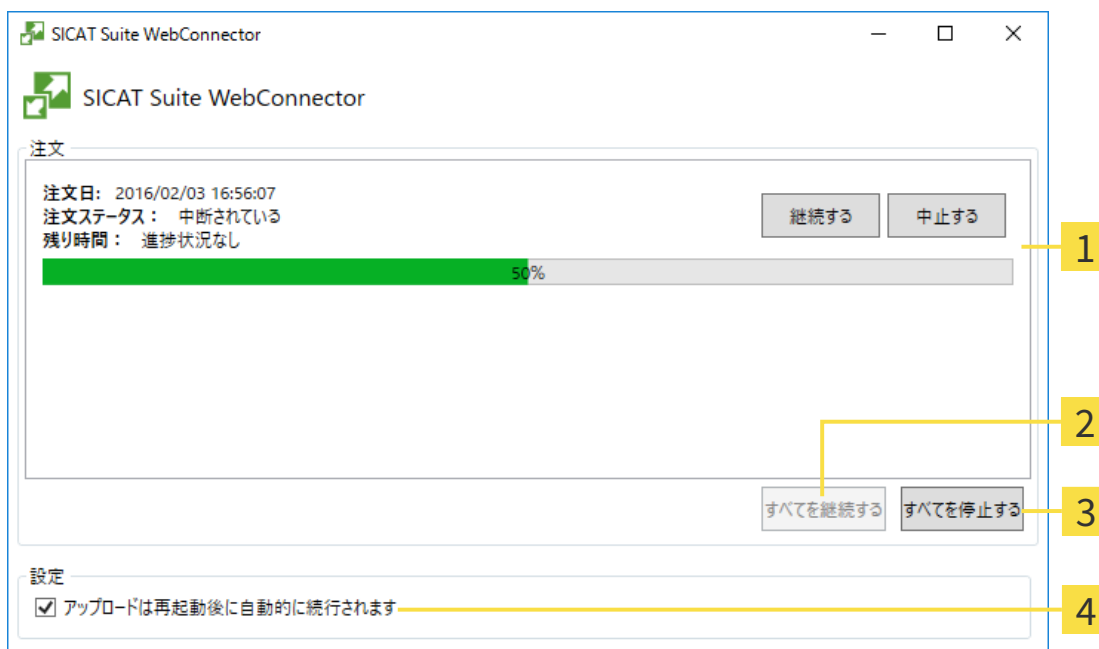 SICAT Suite WebConnector
SICAT Suite WebConnector
注文
注文日: 2016/02/03 16:56:07
注文ステータス： 中断されている
残り時間： 進捗状況なし
継続する 中止する
1
50%
2
すべてを継続する すべてを停止する
3
設定
アップロードは再起動後に自動的に続行されます
4